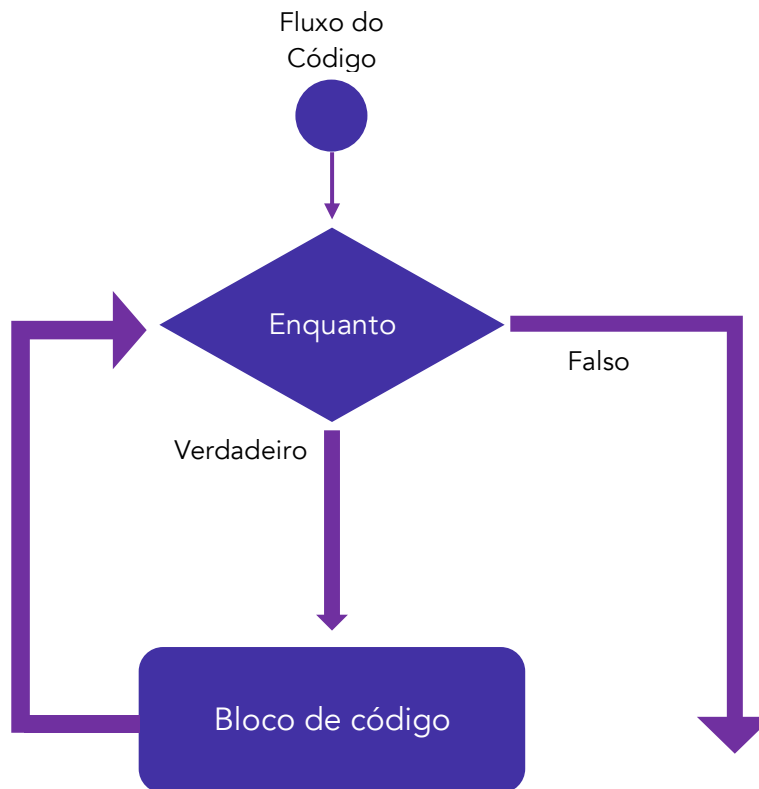 Fluxo do
Código
Enquanto
Falso
Verdadeiro
Bloco de código